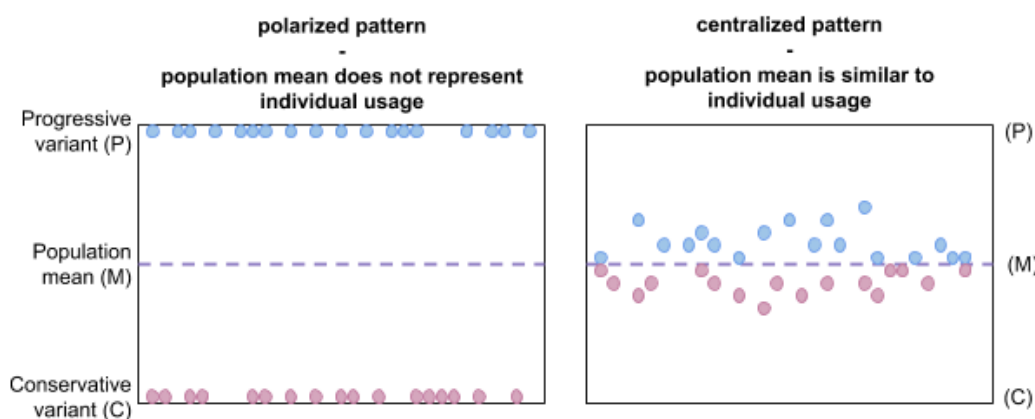 polarized pattern
-
population mean does not represent
individual usage
centralized pattern
-
population mean is similar to
individual usage
Progressive
variant (P)
Population
mean (M)
Conservative
variant (C)
(P)
(M)
(C)